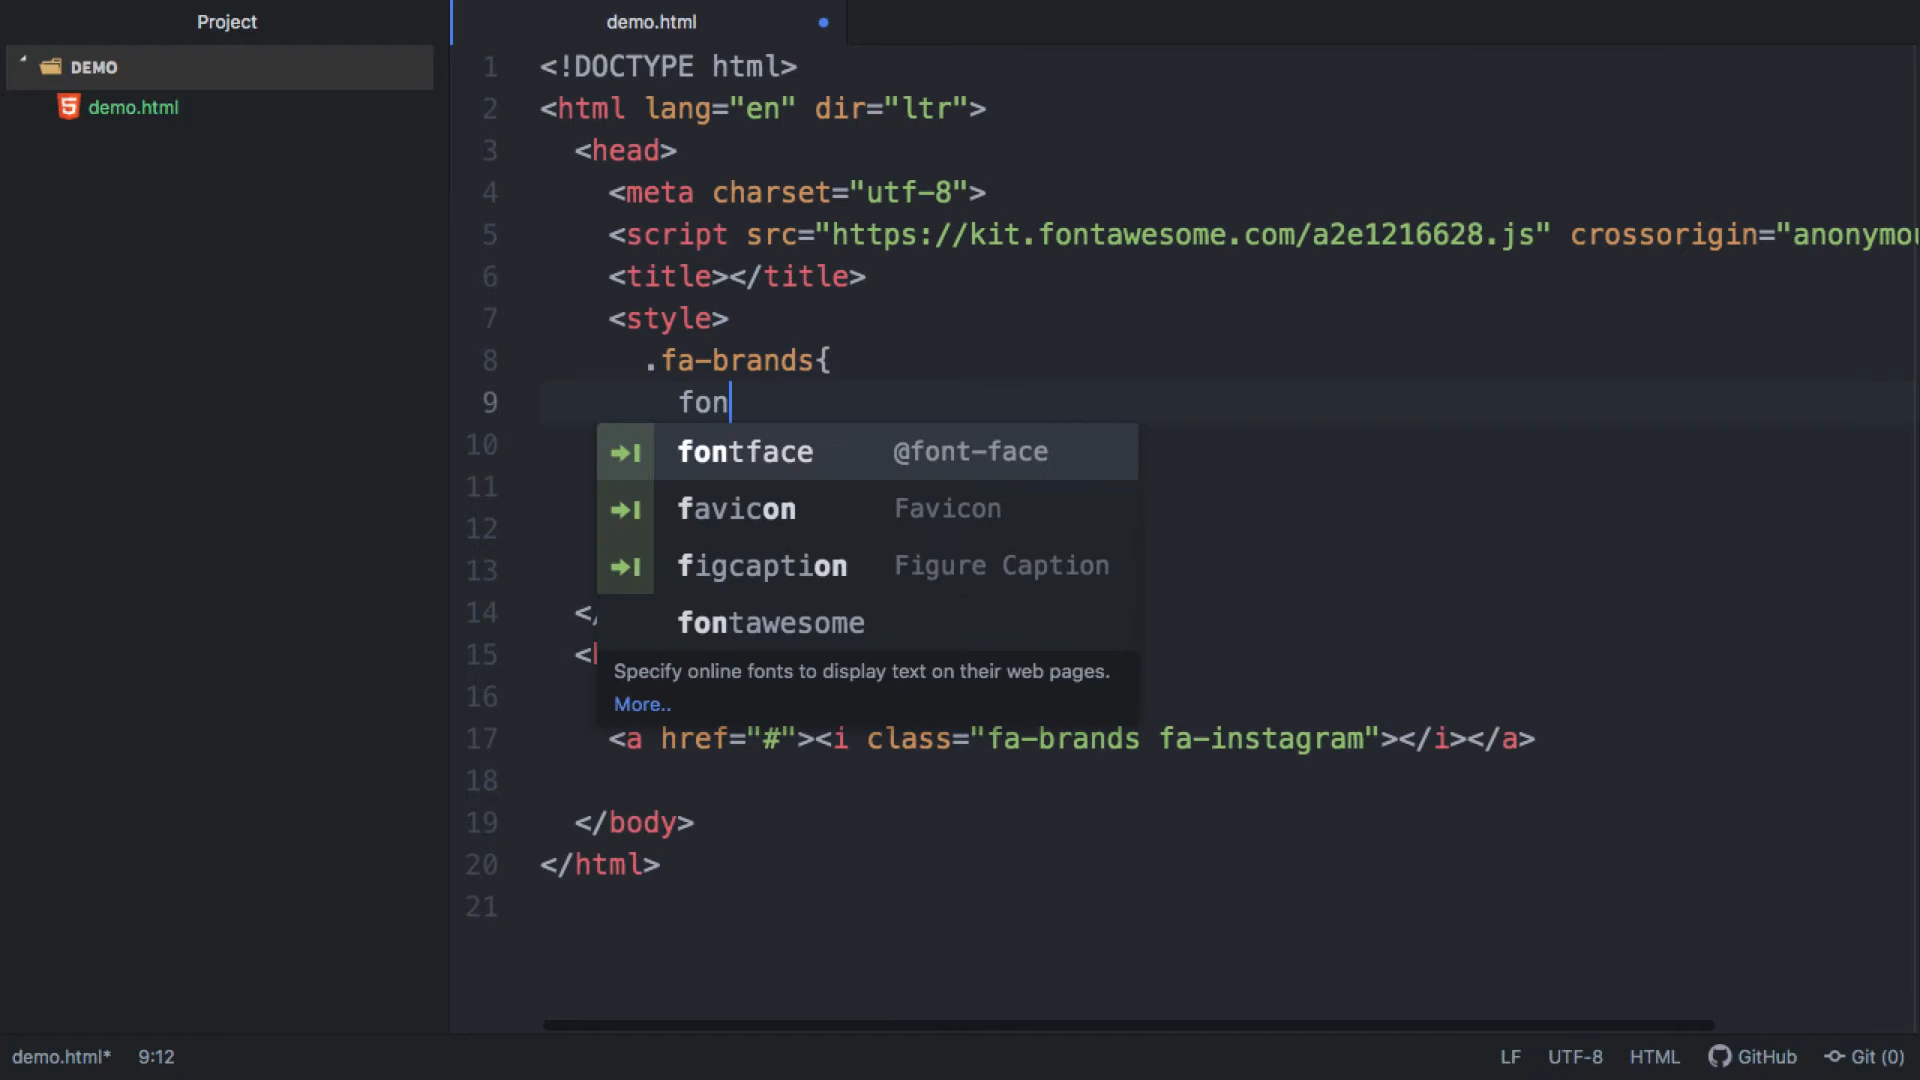 Project
demo.html
DEMO
demo.html
1 <!DOCTYPE html>
2 <html lang="en" dir="ltr">
3 <head>
4 <meta charset="utf-8">
5 <script src="https://kit.fontawesome.com/a2e1216628.js" crossorigin="anonymou
6 <title></title>
7 <style>
8 .fa-brands{
9 fon
10
11
12
13
14 </
15 <
16
17 <a href="#"><i class="fa-brands fa-instagram"></i></a>
18
19 </body>
20 </html>
21
fontface @font-face
favicon Favicon
figcaption Figure Caption
fontawesome
Specify online fonts to display text on their web pages.
More..
demo.html* 9:12 LF UTF-8 HTML GitHub Git (0)